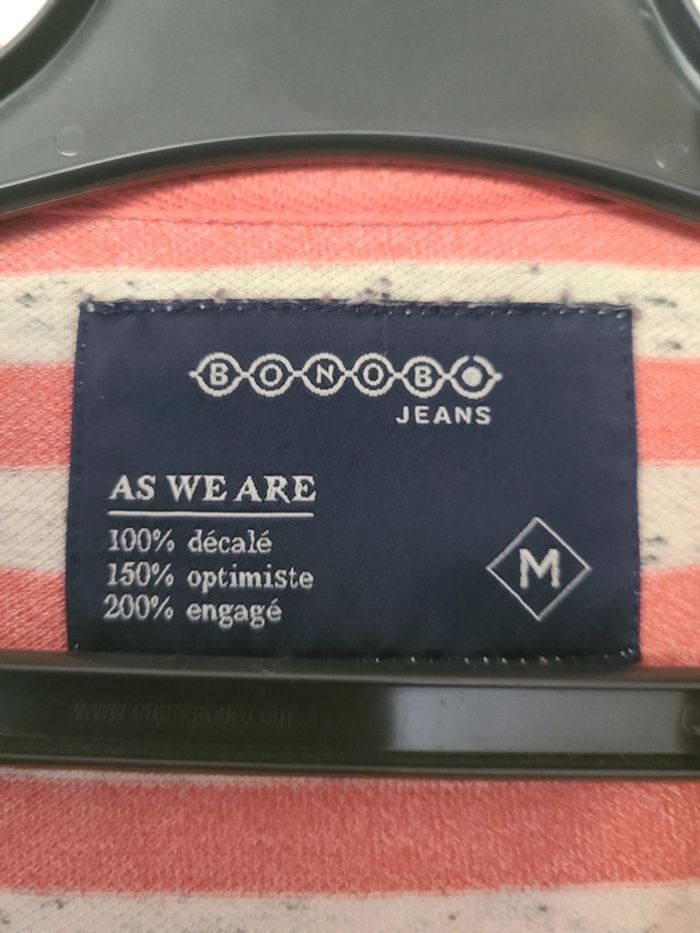 BONOBO
JEANS
AS WE ARE
100% décalé
150% optimiste
200% engagé
M